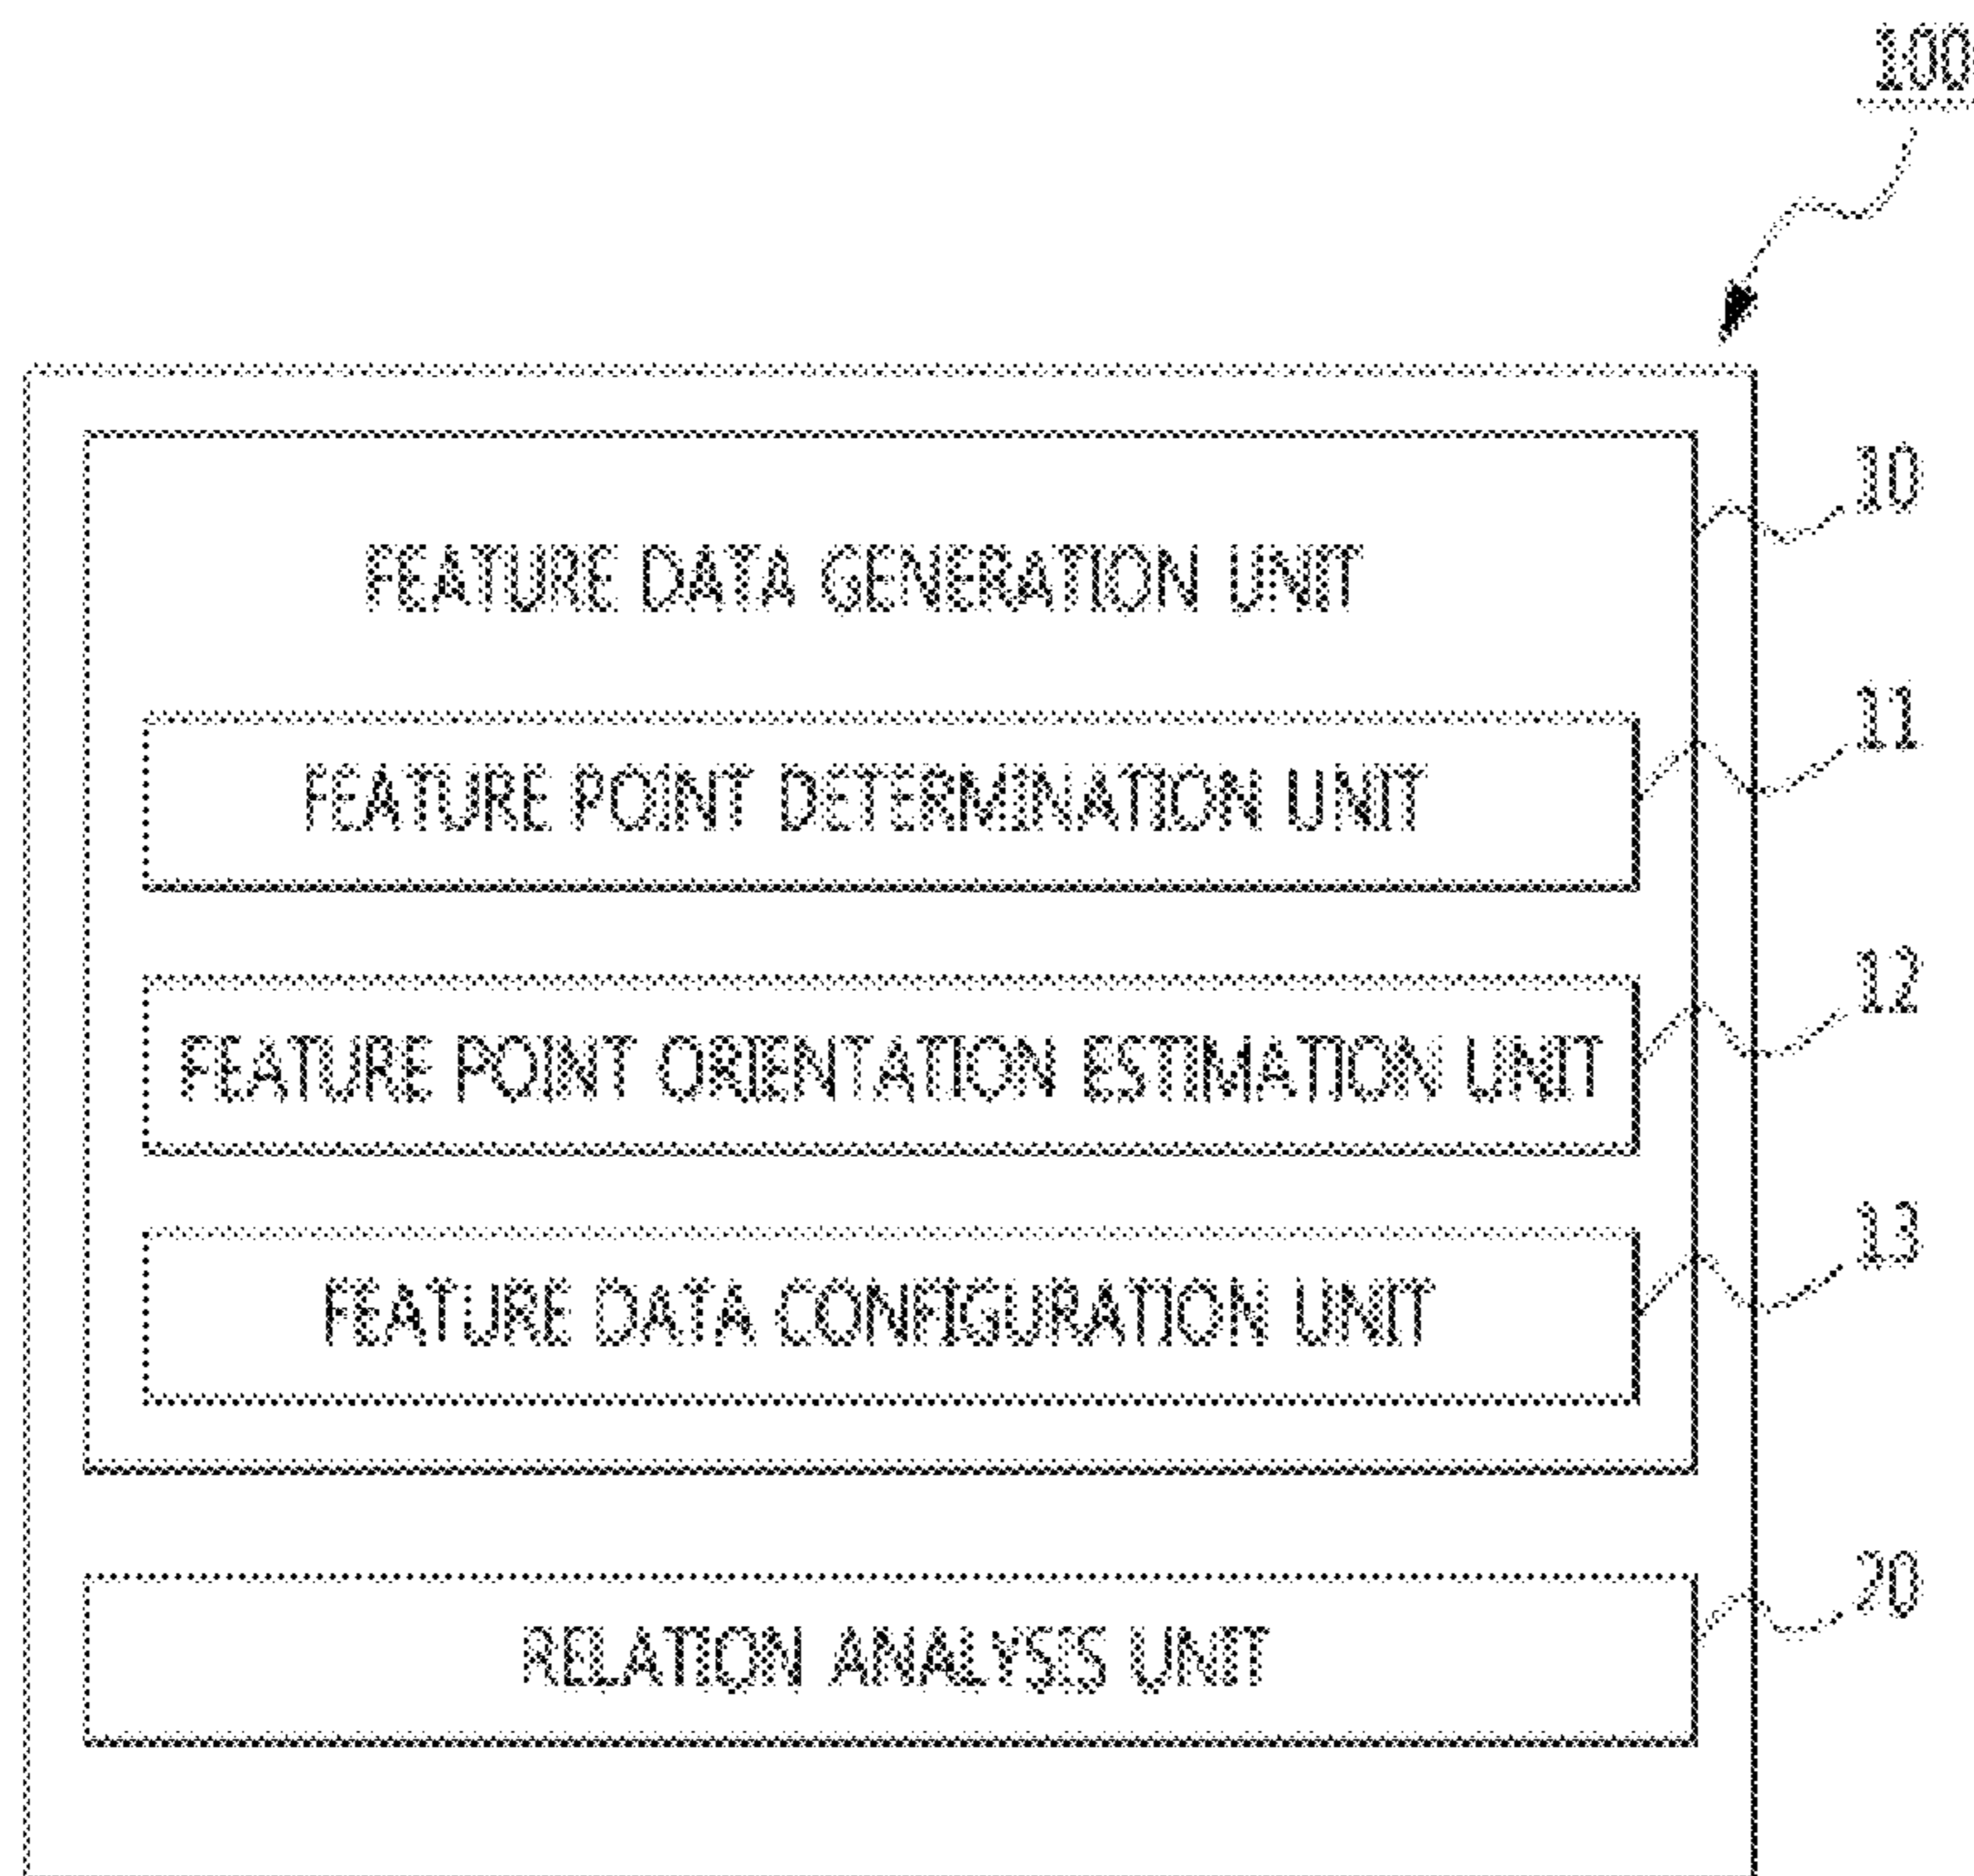 100
10
FEATURE DATA GENERATION UNIT
11
FEATURE POINT DETERMINATION UNIT
12
FEATURE POINT ORIENTATION ESTIMATION UNIT
13
FEATURE DATA CONFIGURATION UNIT
20
RELATION ANALYSIS UNIT